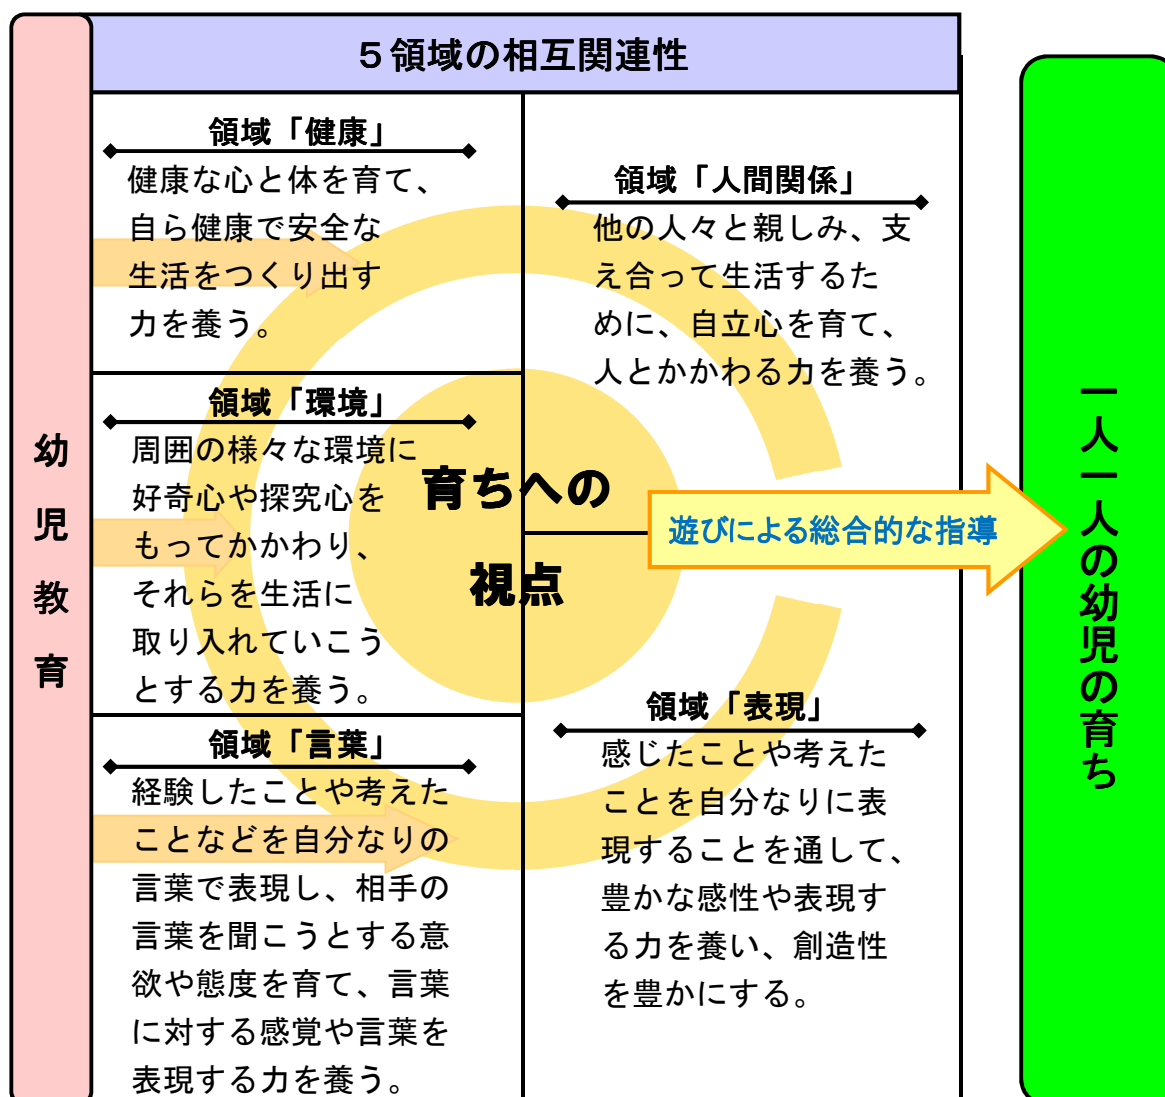 5領域の相互関連性
幼児教育
領域「健康」
健康な心と体を育て、
自ら健康で安全な
生活をつくり出す
力を養う。
領域「環境」
周囲の様々な環境に
好奇心や探究心を
もってかかわり、
それらを生活に
取り入れていこう
とする力を養う。
領域「言葉」
経験したことや考えた
ことなどを自分なりの
言葉で表現し、相手の
言葉を聞こうとする意
欲や態度を育て、言葉
に対する感覚や言葉を
表現する力を養う。
領域「人間関係」
他の人々と親しみ、支
え合って生活するた
めに、自立心を育て、
人とかかわる力を養う。
育ちへの
視点
遊びによる総合的な指導
領域「表現」
感じたことや考えた
ことを自分なりに表
現することを通して、
豊かな感性や表現す
る力を養い、創造性
を豊かにする。
一人一人の幼児の育ち